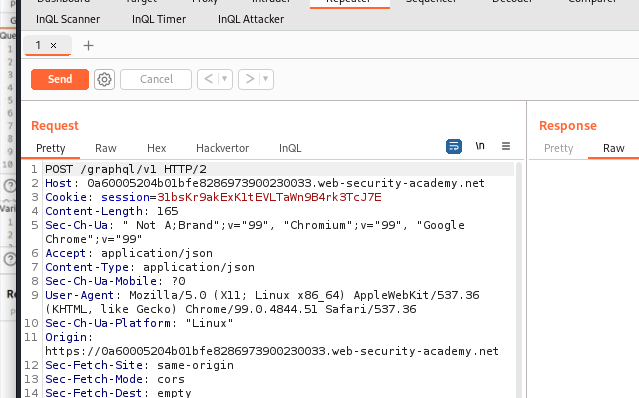 Dashboard Target Proxy Intruder Repeater Sequencer Decoder Comparer
InQL Scanner InQL Timer InQL Attacker
1 × +
Send Cancel < ▾ > ▾
Request
Response
Pretty Raw Hex Hackvertor InQL \n ≡
Pretty Raw
1 POST /graphql/v1 HTTP/2
2 Host: 0a60005204b01bfe8286973900230033.web-security-academy.net
3 Cookie: session=31bsKr9akExK1tEVLTaWn9B4rk3TcJ7E
4 Content-Length: 165
5 Sec-Ch-Ua: " Not A;Brand";v="99", "Chromium";v="99", "Google
Chrome";v="99"
6 Accept: application/json
7 Content-Type: application/json
8 Sec-Ch-Ua-Mobile: ?0
9 User-Agent: Mozilla/5.0 (X11; Linux x86_64) AppleWebKit/537.36
(KHTML, like Gecko) Chrome/99.0.4844.51 Safari/537.36
10 Sec-Ch-Ua-Platform: "Linux"
11 Origin:
https://0a60005204b01bfe8286973900230033.web-security-academy.net
12 Sec-Fetch-Site: same-origin
13 Sec-Fetch-Mode: cors
14 Sec-Fetch-Dest: empty